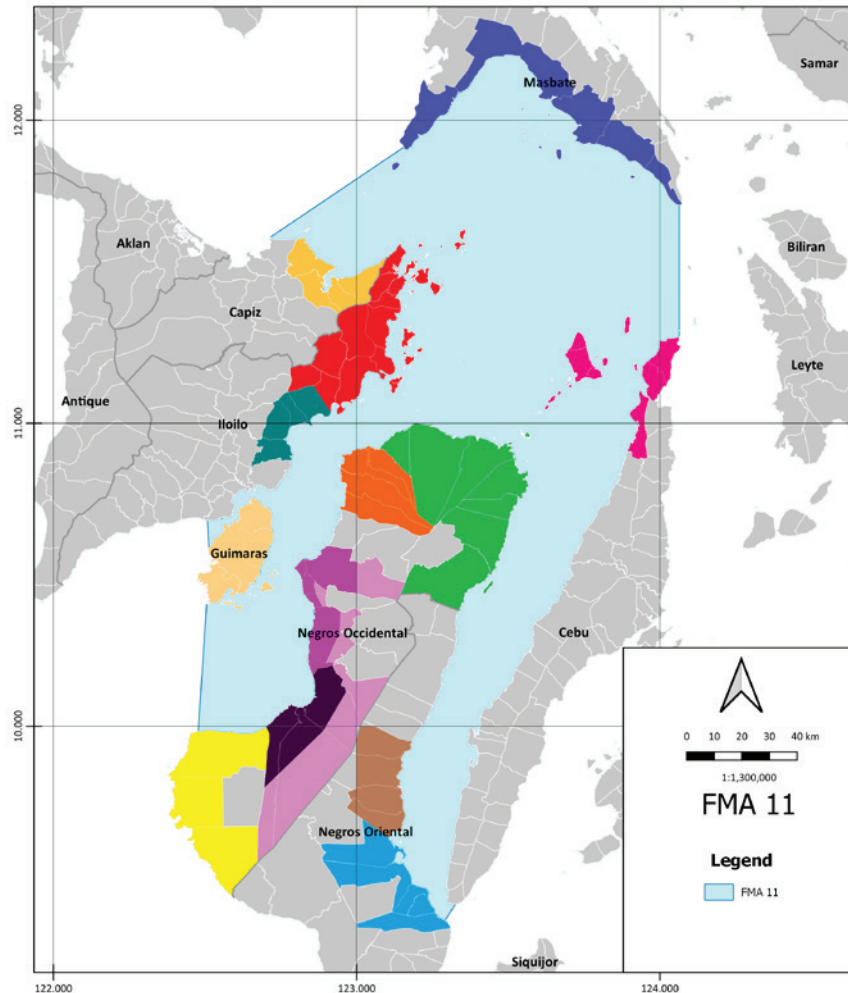 Samar
Masbate
12.000
Aklan
Biliran
Capiz
Leyte
Antique
11.000
Iloilo
Guimaras
Negros Occidental
Cebu
10.000
0 10 20 30 40 km
1:1,300,000
FMA 11
Negros Oriental
Legend
FMA 11
Siquijor
122.000
123.000
124.000